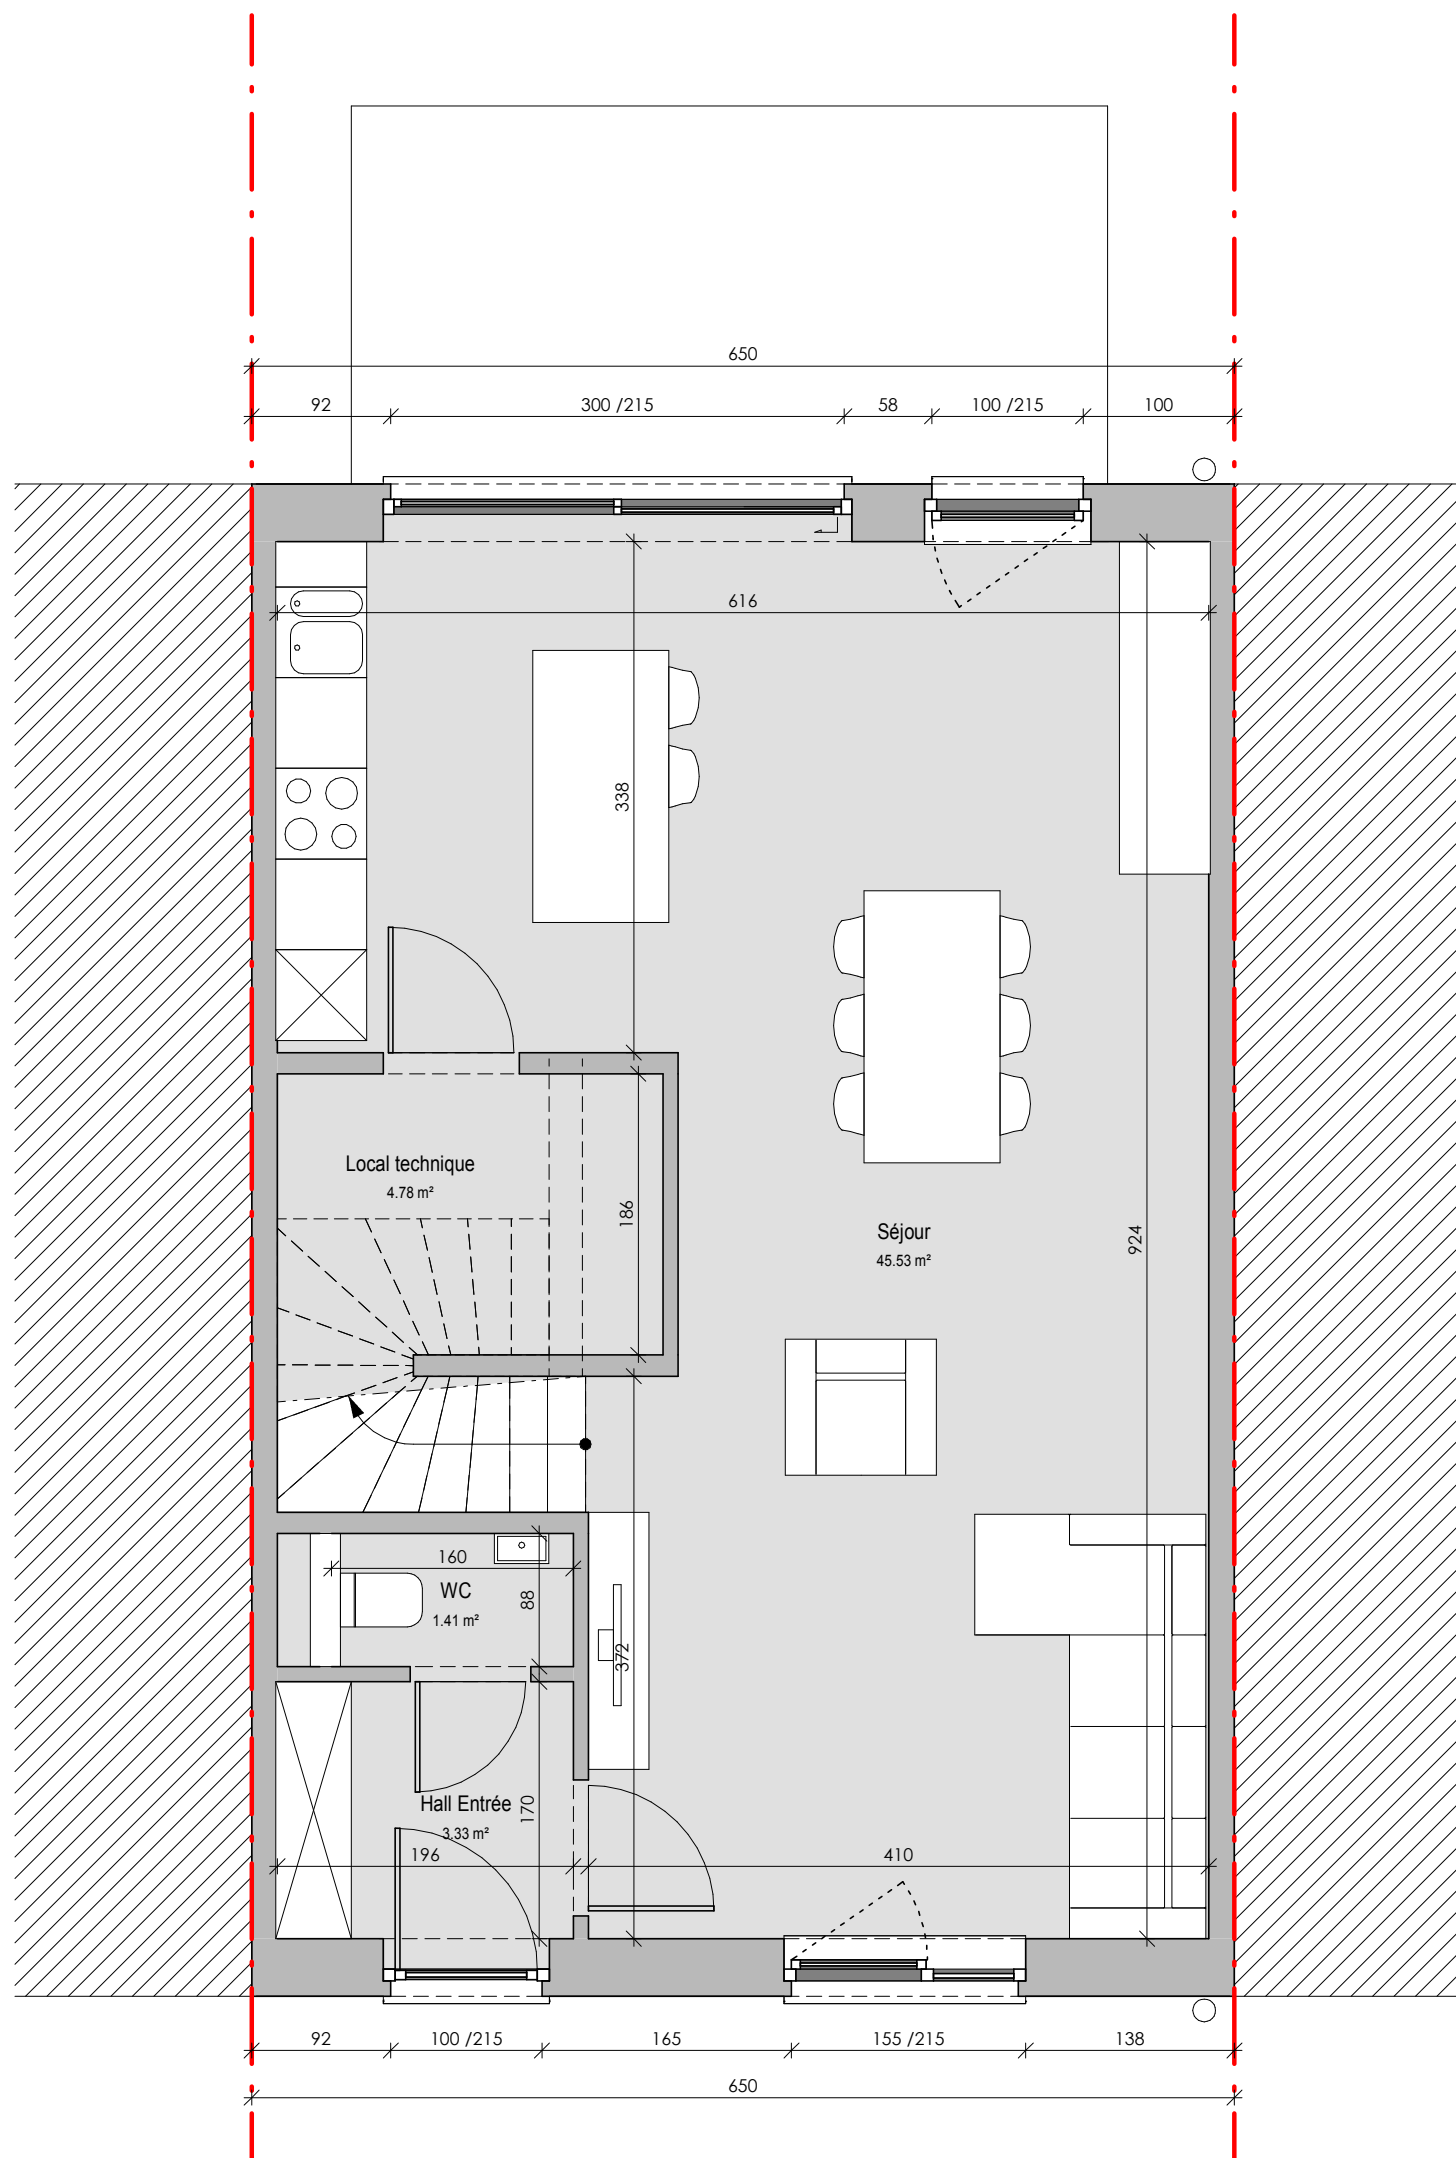 650
92 300 /215 58 100 /215 100
616
338
Local technique
4.78 m²
186
Séjour
45.53 m²
924
160
WC
1.41 m²
88
372
Hall Entrée
3.33 m²
170
196 410
92 100 /215 165 155 /215 138
650